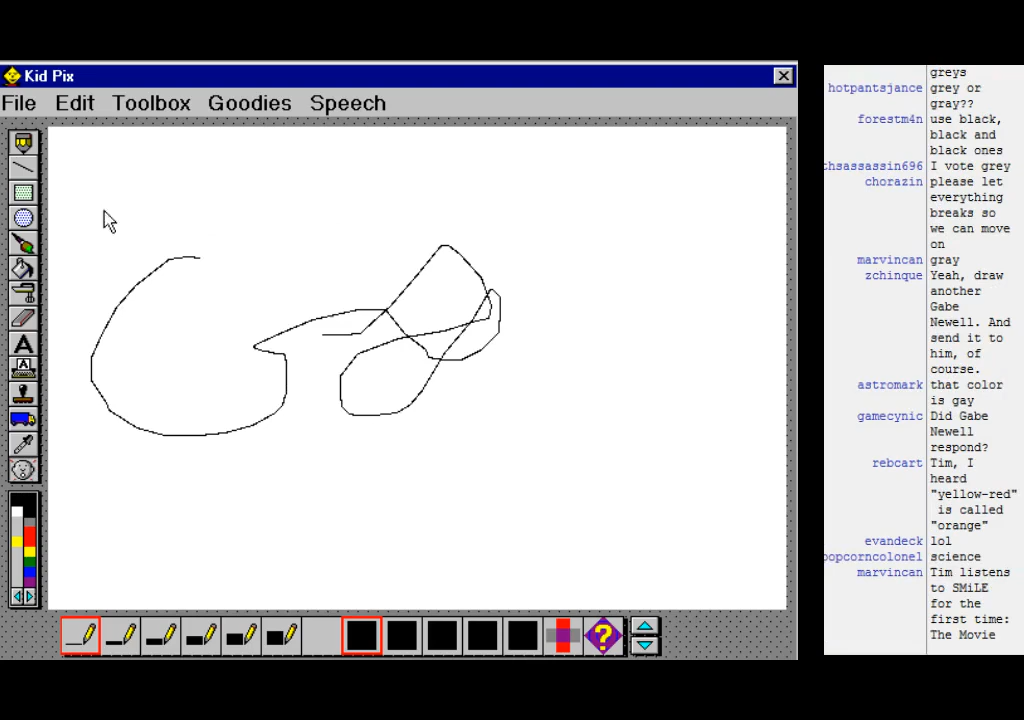 Kid Pix
File Edit Toolbox Goodies Speech
A
A
?
greys
hotpantsjance grey or
gray??
forestm4n use black,
black and
black ones
thsassassin696 I vote grey
chorazin please let
everything
breaks so
we can move
on
marvincan gray
zchinque Yeah, draw
another
Gabe
Newell. And
send it to
him, of
course.
astromark that color
is gay
gamecynic Did Gabe
Newell
respond?
rebcart Tim, I
heard
"yellow-red"
is called
"orange"
evandeck lol
popcorncolonel science
marvincan Tim listens
to SMiLE
for the
first time:
The Movie